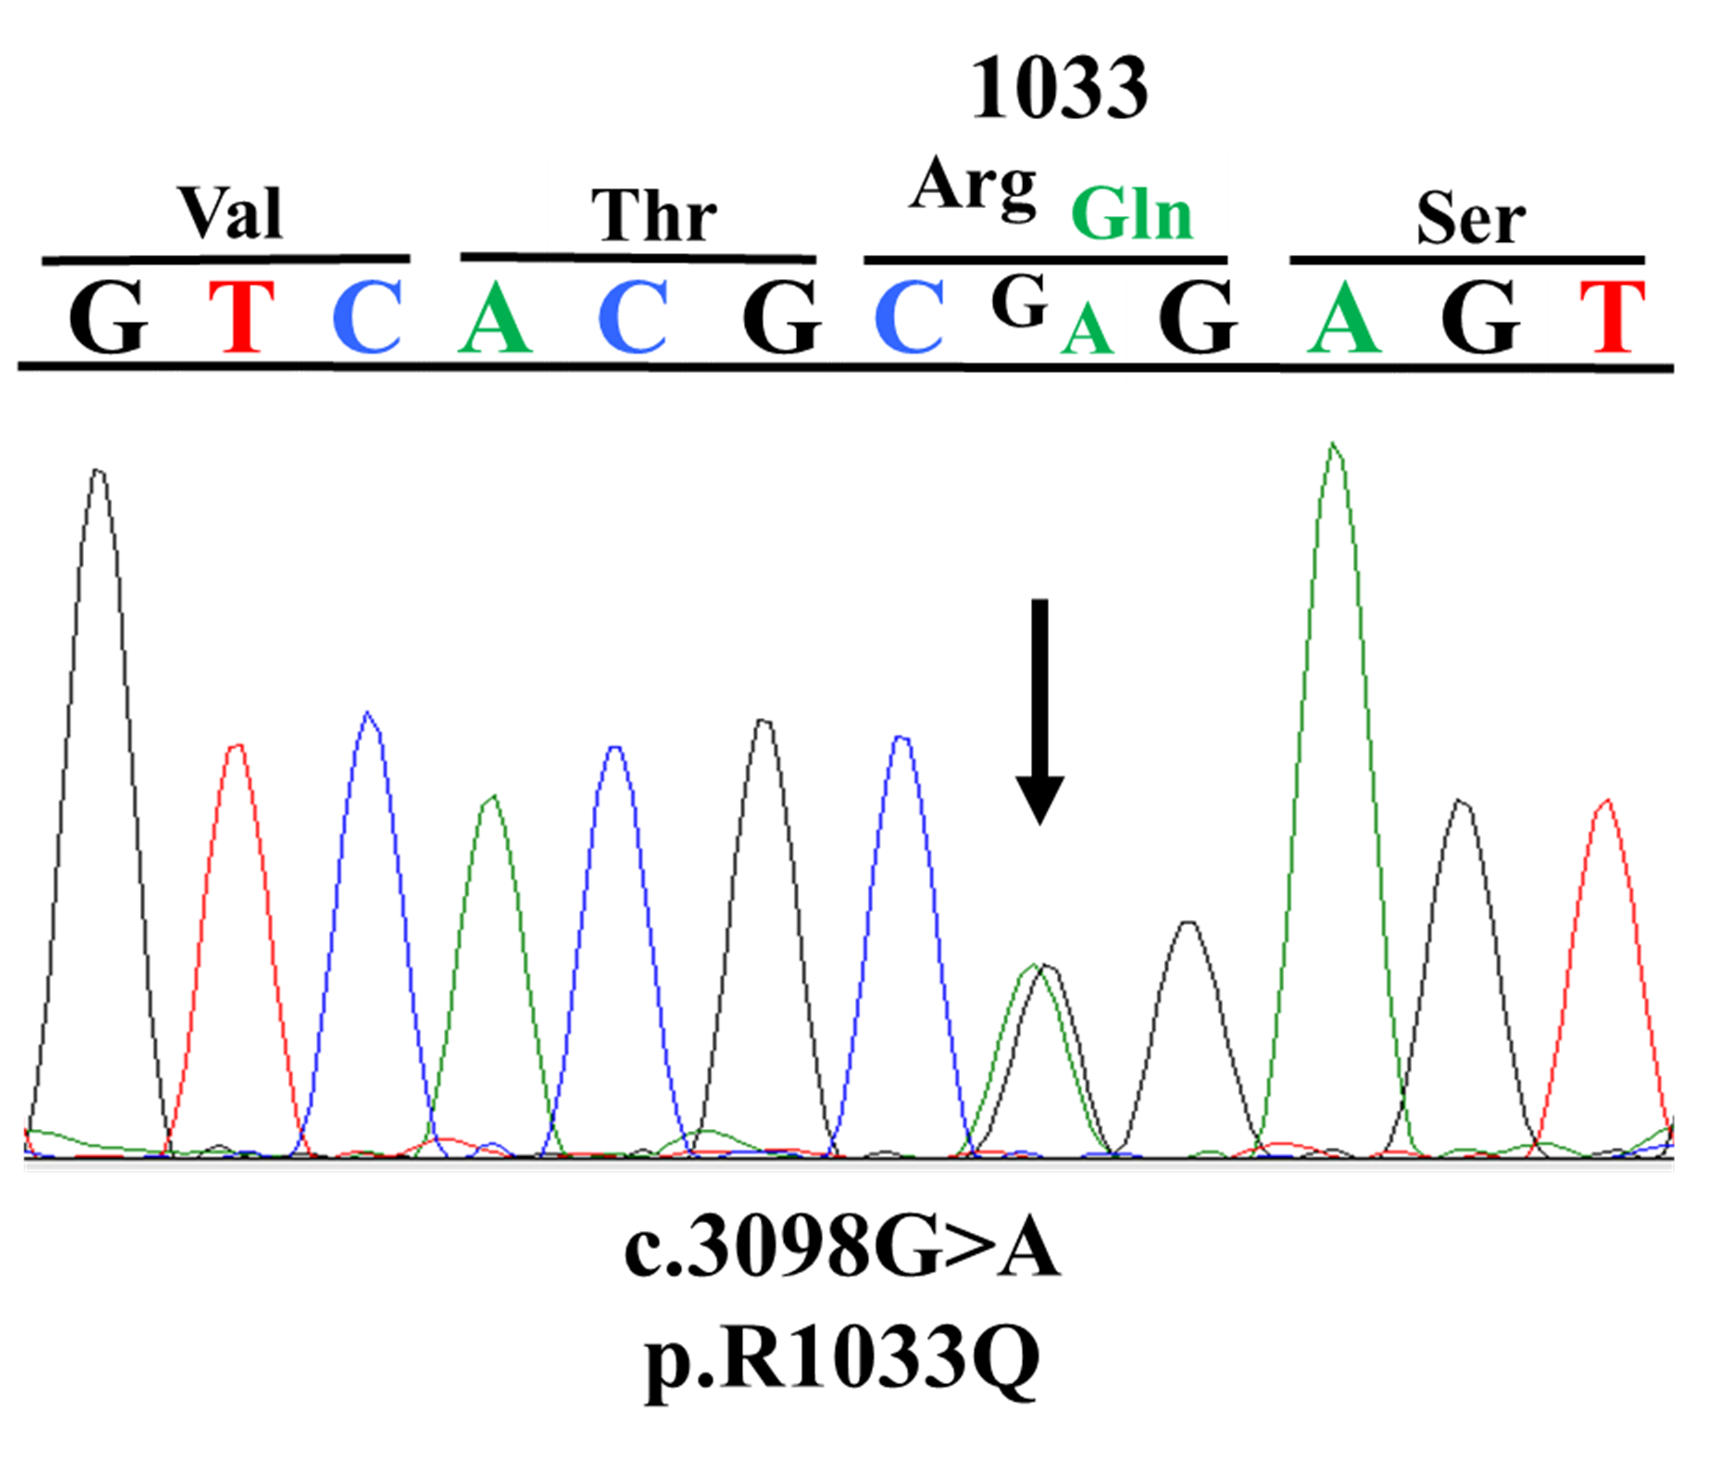 1033
Arg Gln
Val Thr Ser
G T C A C G C G A G A G T
c.3098G>A
p.R1033Q